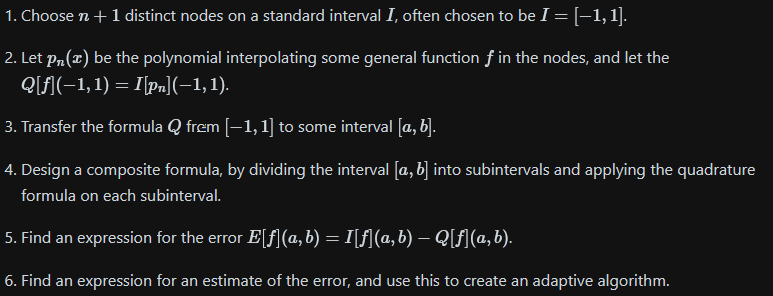 1. Choose n + 1 distinct nodes on a standard interval I, often chosen to be I = [−1, 1].
2. Let pₙ(x) be the polynomial interpolating some general function f in the nodes, and let the
Q[f](−1, 1) = I[pₙ](−1, 1).
3. Transfer the formula Q from [−1, 1] to some interval [a, b].
4. Design a composite formula, by dividing the interval [a, b] into subintervals and applying the quadrature
formula on each subinterval.
5. Find an expression for the error E[f](a, b) = I[f](a, b) − Q[f](a, b).
6. Find an expression for an estimate of the error, and use this to create an adaptive algorithm.